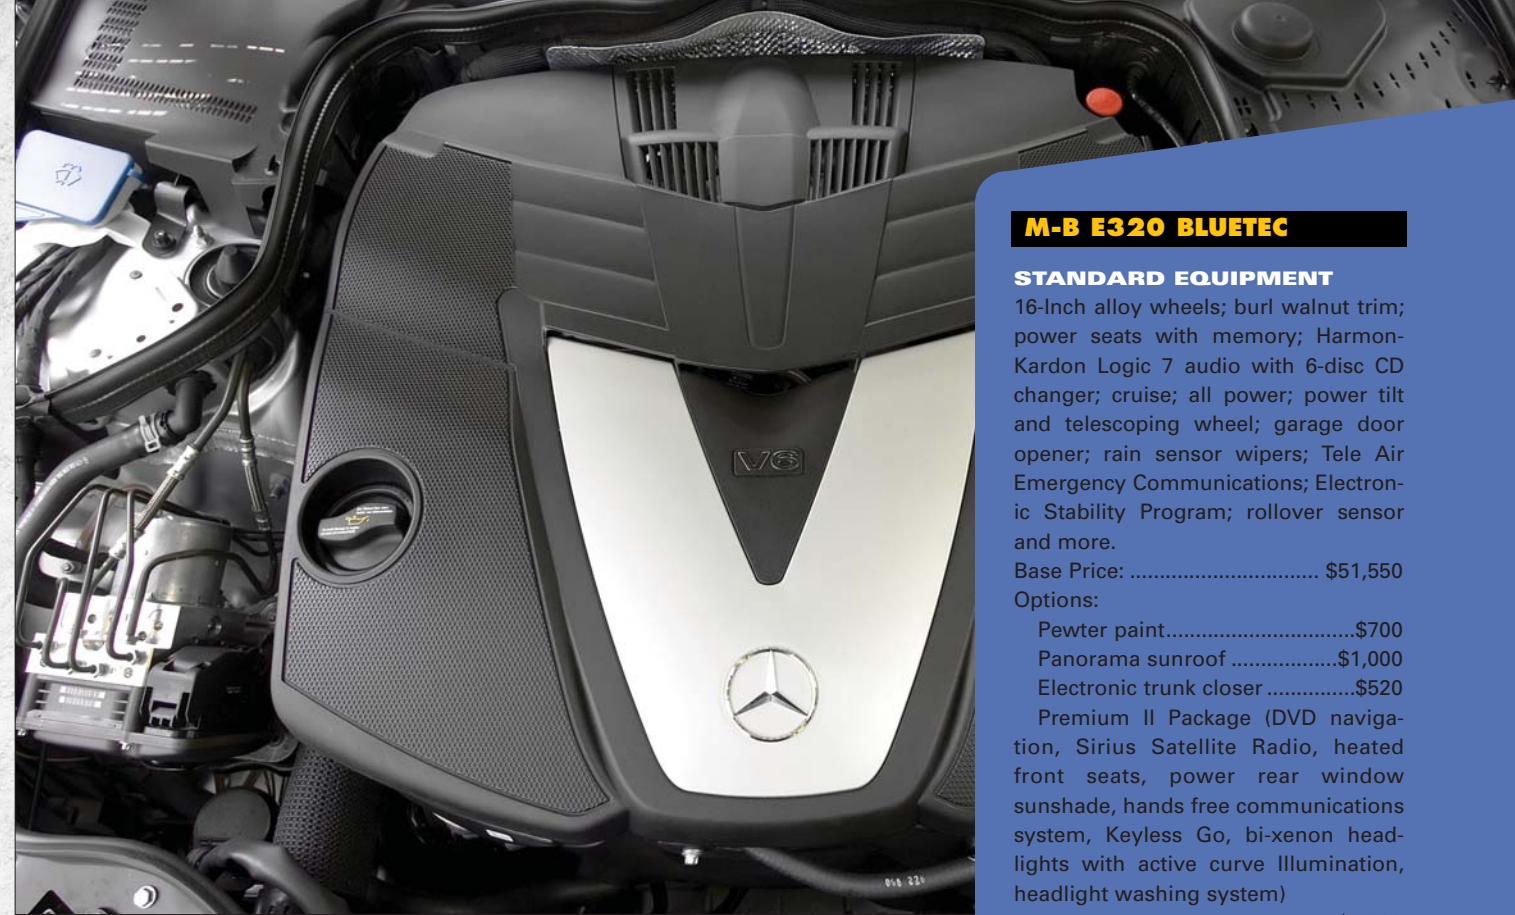 M-B E320 BLUETEC
STANDARD EQUIPMENT
16-Inch alloy wheels; burl walnut trim;
power seats with memory; Harmon-
Kardon Logic 7 audio with 6-disc CD
changer; cruise; all power; power tilt
and telescoping wheel; garage door
opener; rain sensor wipers; Tele Air
Emergency Communications; Electron-
ic Stability Program; rollover sensor
and more.
Base Price: ................................ $51,550
Options:
Pewter paint................................$700
Panorama sunroof ..................$1,000
Electronic trunk closer ...............$520
Premium II Package (DVD naviga-
tion, Sirius Satellite Radio, heated
front seats, power rear window
sunshade, hands free communications
system, Keyless Go, bi-xenon head-
lights with active curve Illumination,
headlight washing system)
V6